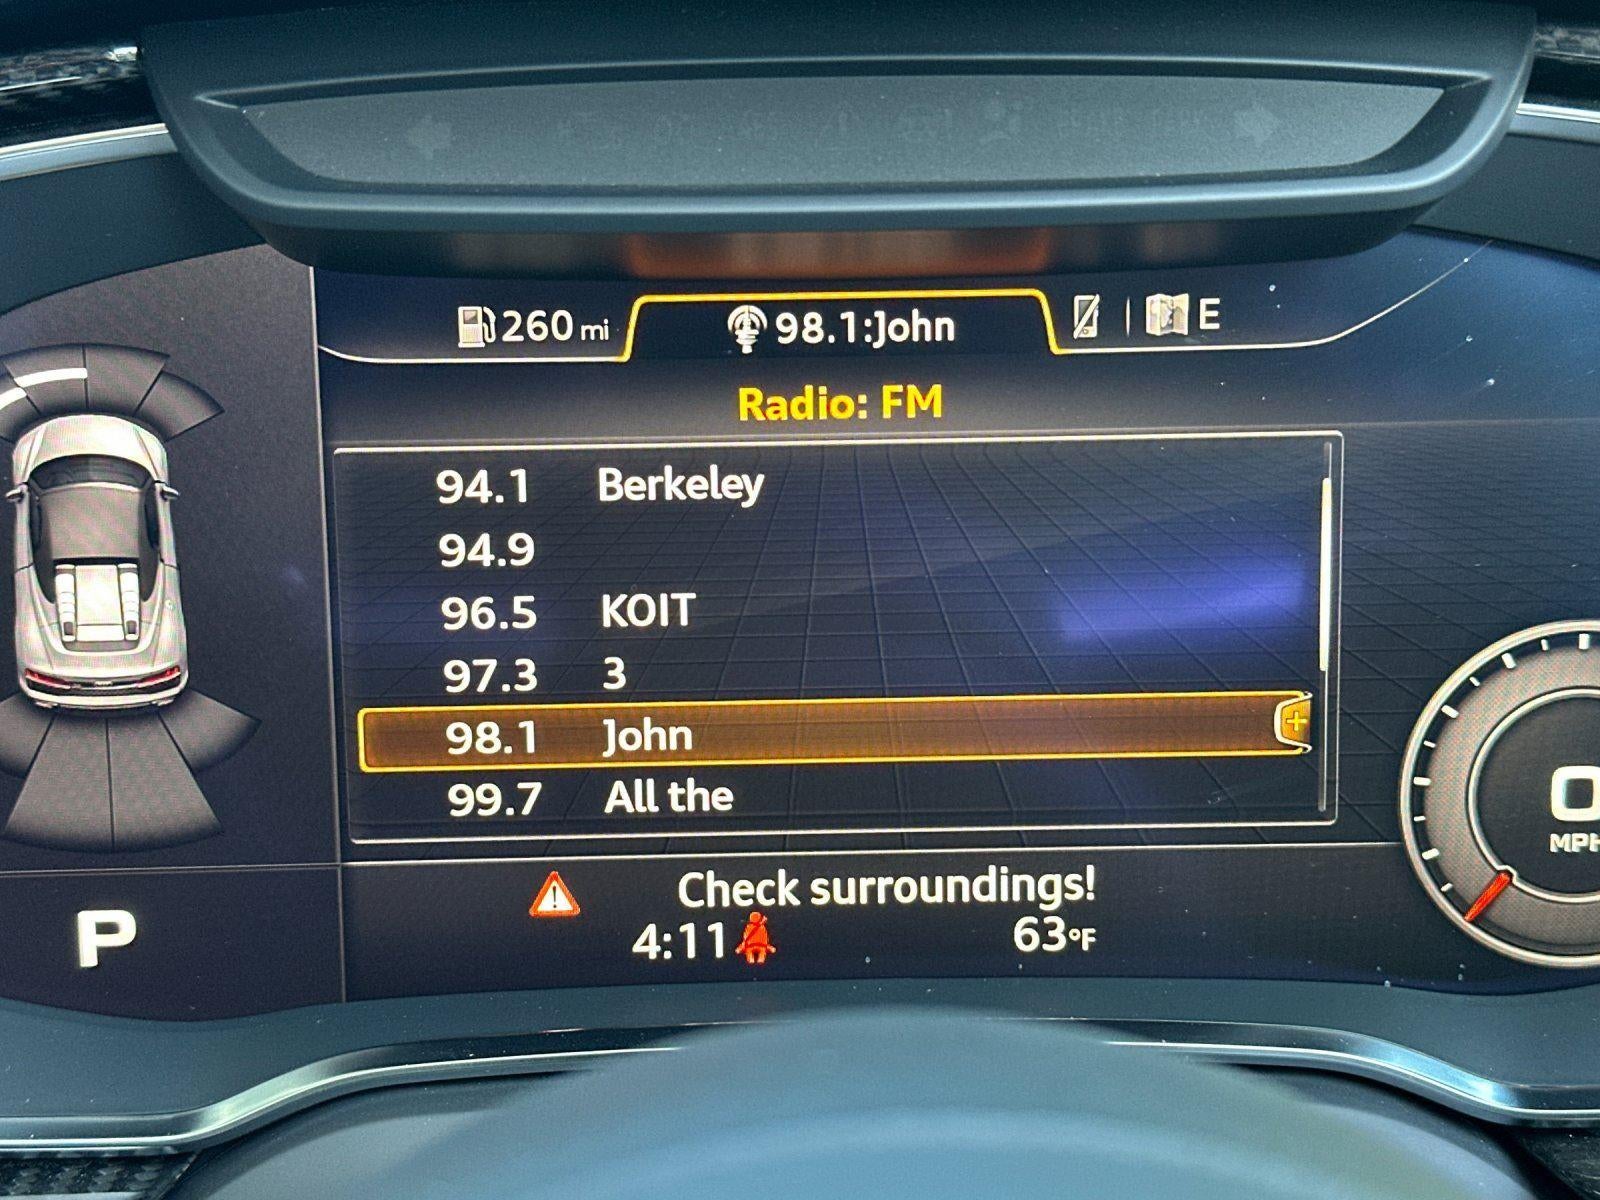 260 mi 98.1:John E
Radio: FM
94.1 Berkeley
94.9
96.5 KOIT
97.3 3
98.1 John +
99.7 All the
Check surroundings!
4:11 63°F
P
0
MPH